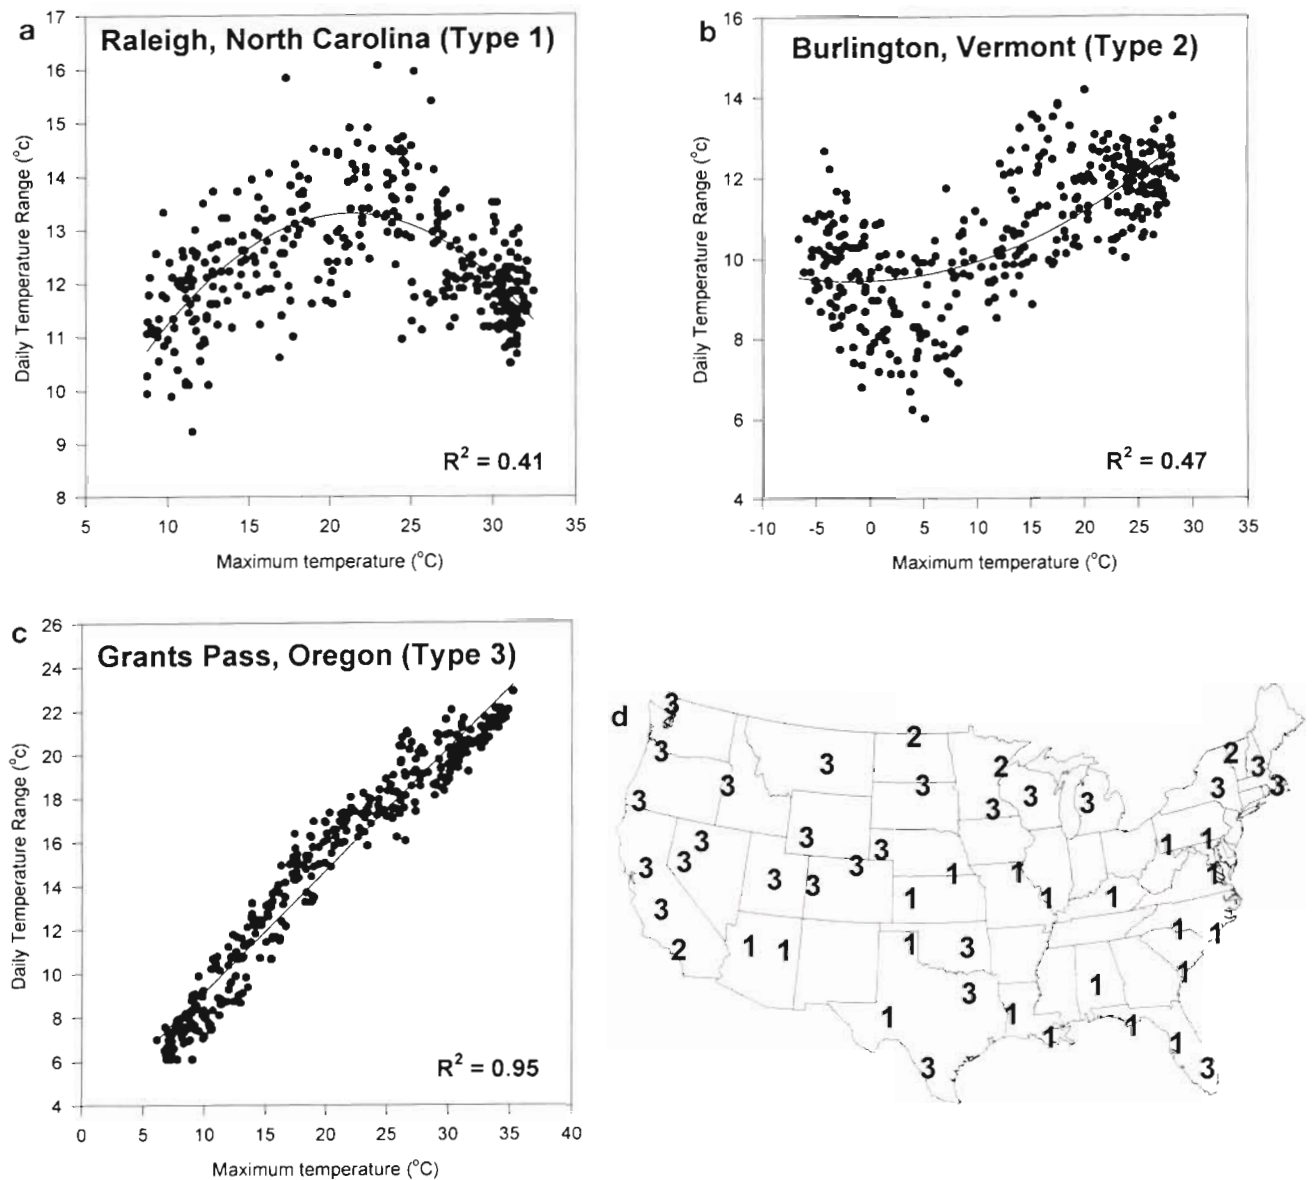 a
Raleigh, North Carolina (Type 1)
17
16
15
14
13
12
11
10
9
8
Daily Temperature Range (°c)
R² = 0.41
5 10 15 20 25 30 35
Maximum temperature (°C)
b
Burlington, Vermont (Type 2)
16
14
12
10
8
6
4
Daily Temperature Range (°c)
R² = 0.47
-10 -5 0 5 10 15 20 25 30 35
Maximum temperature (°C)
c
Grants Pass, Oregon (Type 3)
26
24
22
20
18
16
14
12
10
8
6
4
Daily Temperature Range (°c)
R² = 0.95
0 5 10 15 20 25 30 35 40
Maximum temperature (°C)
d
3
3 3 2 2 2 3
3 3 3 3 3 3 3 3
3 3 3 3 3 1 1
3 3 3 3 1 1 1 1
3 1 1 1
2 1 1 1 3 1 1
3 1 1
1 1 1 1 1
3 3